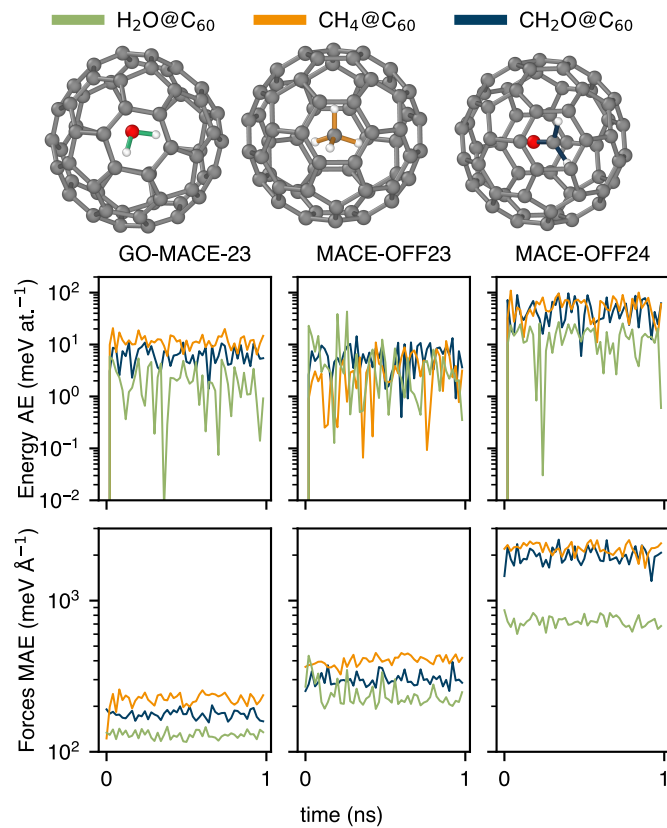 H₂O@C₆₀ CH₄@C₆₀ CH₂O@C₆₀
GO-MACE-23 MACE-OFF23 MACE-OFF24
Energy AE (meV at.⁻¹)
10²
10¹
10⁰
10⁻¹
10⁻²
Forces MAE (meV Å⁻¹)
10³
10²
0 1 0 1 0 1
time (ns)